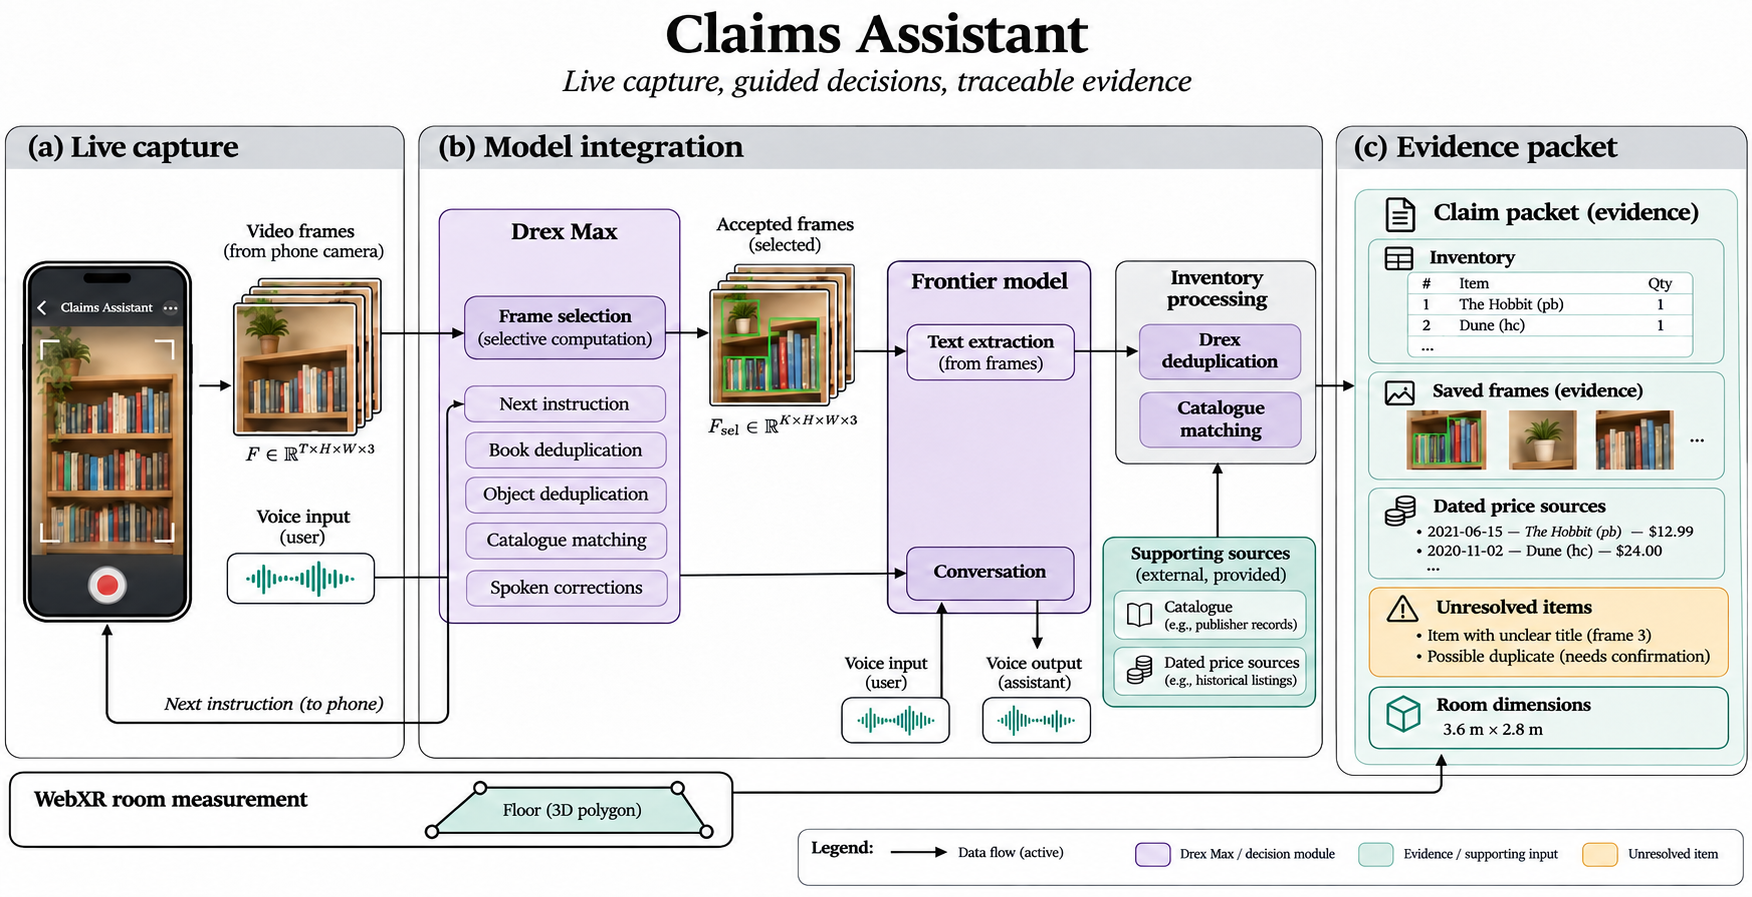 Claims Assistant
Live capture, guided decisions, traceable evidence
(a) Live capture
Claims Assistant
Video frames
(from phone camera)
F ∈ ℝ^{T×H×W×3}
Voice input
(user)
Next instruction (to phone)
(b) Model integration
Drex Max
Frame selection
(selective computation)
Next instruction
Book deduplication
Object deduplication
Catalogue matching
Spoken corrections
Accepted frames
(selected)
F_{sel} ∈ ℝ^{K×H×W×3}
Frontier model
Text extraction
(from frames)
Conversation
Voice input
(user)
Voice output
(assistant)
Inventory
processing
Drex
deduplication
Catalogue
matching
Supporting sources
(external, provided)
Catalogue
(e.g., publisher records)
Dated price sources
(e.g., historical listings)
(c) Evidence packet
Claim packet (evidence)
Inventory
# Item Qty
1 The Hobbit (pb) 1
2 Dune (hc) 1
...
Saved frames (evidence)
...
Dated price sources
• 2021-06-15 — The Hobbit (pb) — $12.99
• 2020-11-02 — Dune (hc) — $24.00
...
Unresolved items
• Item with unclear title (frame 3)
• Possible duplicate (needs confirmation)
Room dimensions
3.6 m × 2.8 m
WebXR room measurement
Floor (3D polygon)
Legend:
Data flow (active)
Drex Max / decision module
Evidence / supporting input
Unresolved item